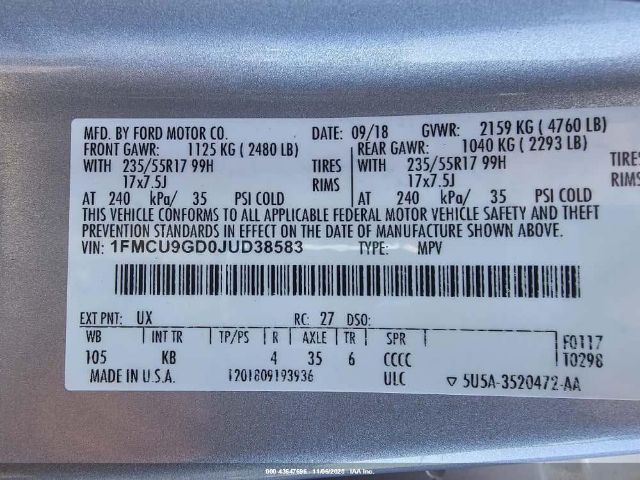 MFD. BY FORD MOTOR CO. DATE: 09/18 GVWR: 2159 KG ( 4760 LB)
FRONT GAWR: 1125 KG ( 2480 LB) REAR GAWR: 1040 KG ( 2293 LB)
WITH 235/55R17 99H TIRES WITH 235/55R17 99H TIRES
17x7.5J RIMS 17x7.5J RIMS
AT 240 kPa/ 35 PSI COLD AT 240 kPa/ 35 PSI COLD
THIS VEHICLE CONFORMS TO ALL APPLICABLE FEDERAL MOTOR VEHICLE SAFETY AND THEFT
PREVENTION STANDARDS IN EFFECT ON THE DATE OF MANUFACTURE SHOWN ABOVE.
VIN: 1FMCU9GD0JUD38583 TYPE: MPV
EXT PNT: UX RC: 27 DSO:
WB INT TR TP/PS R AXLE TR SPR F0117
105 KB 4 35 6 CCCC T0298
MADE IN U.S.A. 1201809193936 ULC ▽ 5U5A-3520472-AA
43647696 - 11/06/2025 - IAA